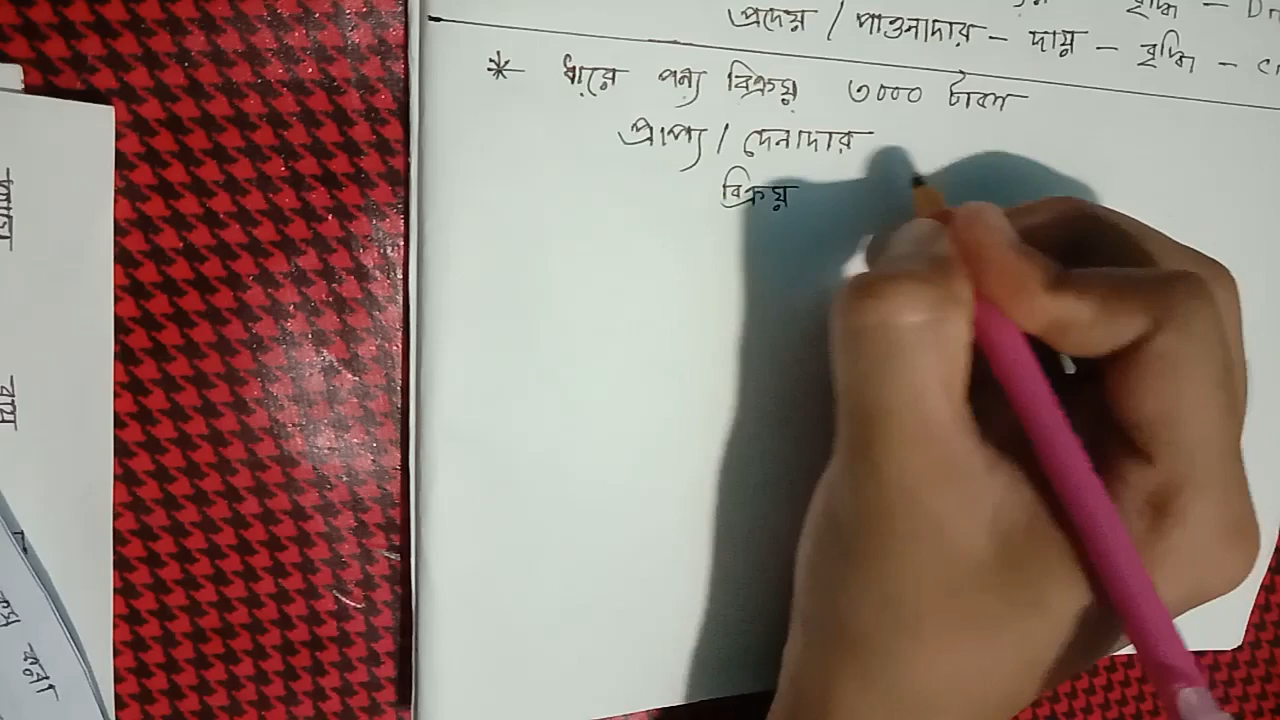 বৃদ্ধি –
প্রদেয় / পাওনাদার – দায় – বৃদ্ধি –
* ধারে পন্য বিক্রয় ৩০০০ টাকা
প্রাপ্য / দেনাদার
বিক্রয়